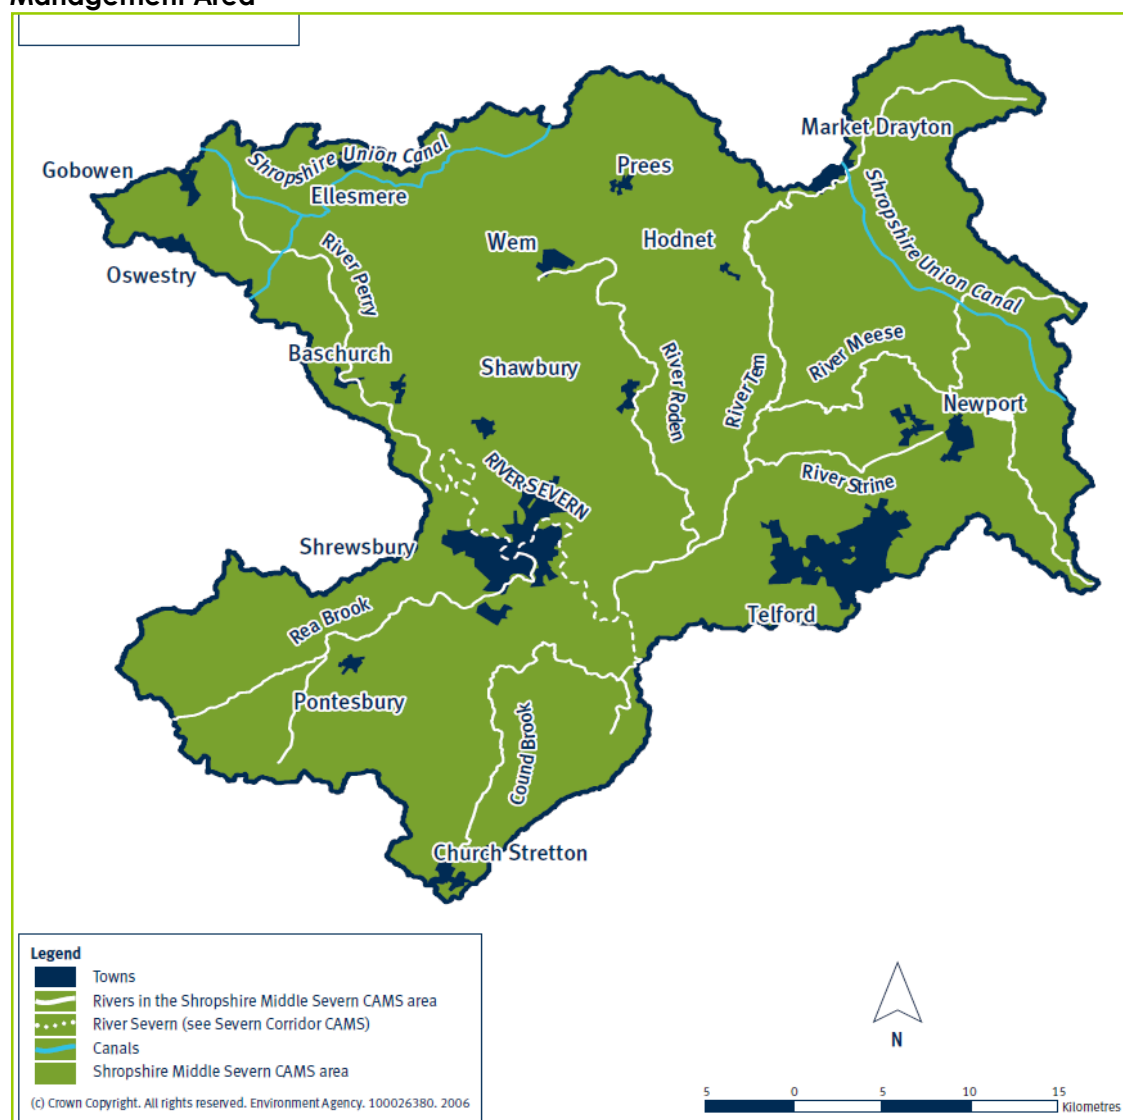 Management Area
Market Drayton
Shropshire Union Canal
Gobowen
Prees
Ellesmere
Shropshire Union Canal
Wem
Hodnet
River Perry
Oswestry
River Meese
Baschurch
Shawbury
River Roden
River Tern
Newport
RIVER SEVERN
River Strine
Shrewsbury
Rea Brook
Telford
Pontesbury
Cound Brook
Church Stretton
Legend
Towns
Rivers in the Shropshire Middle Severn CAMS area
River Severn (see Severn Corridor CAMS)
Canals
Shropshire Middle Severn CAMS area
(c) Crown Copyright. All rights reserved. Environment Agency. 100026380. 2006
N
5 0 5 10 15
Kilometres